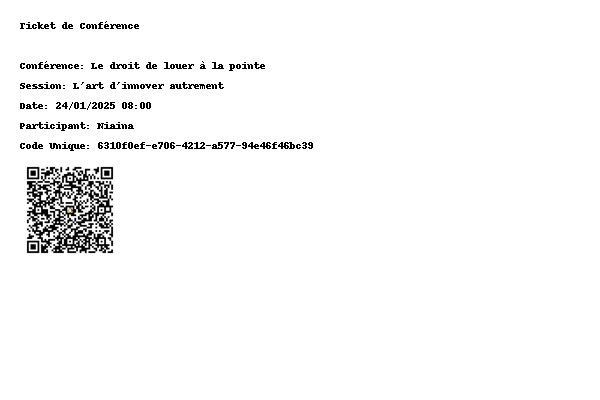 Ticket de Conférence
Conférence: Le droit de louer à la pointe
Session: L'art d'innover autrement
Date: 24/01/2025 08:00
Participant: Niaina
Code Unique: 6310f0ef-e706-4212-a577-94e46f46bc39